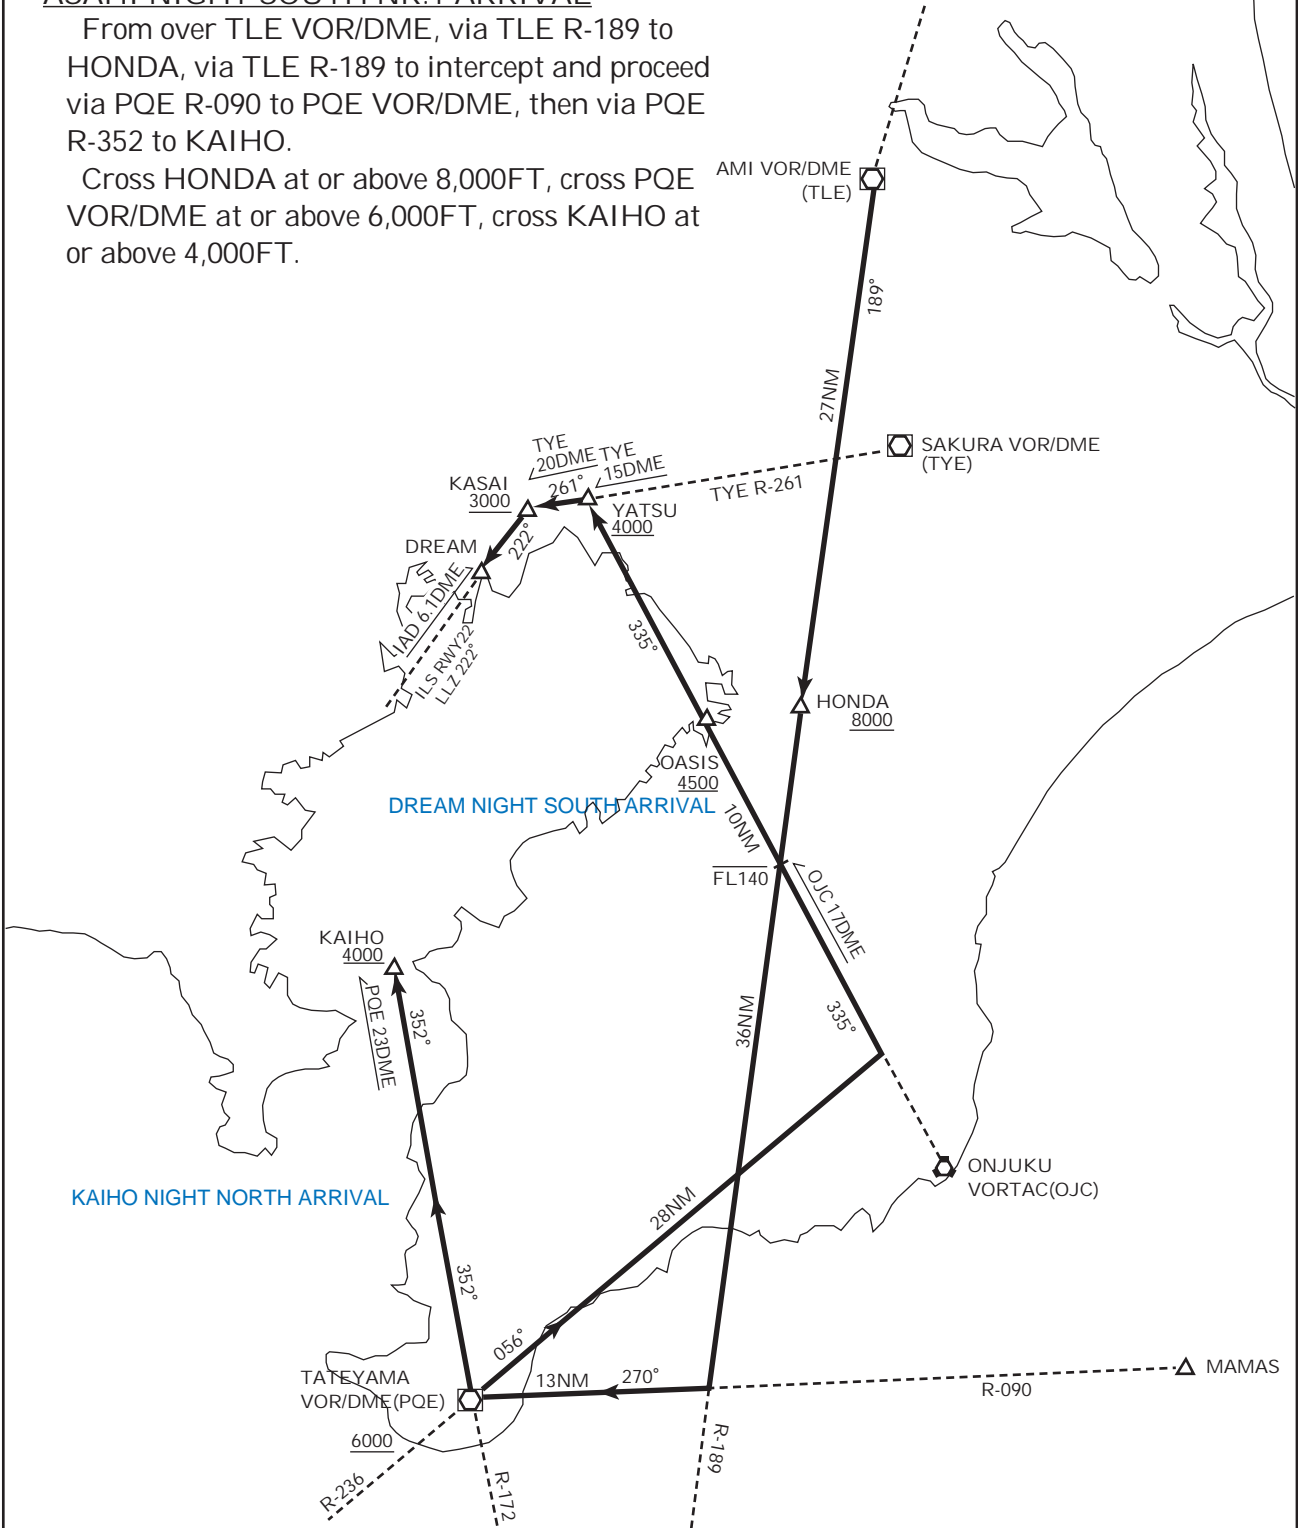 ASAMI NIGHT SOUTH NR.1 ARRIVAL
From over TLE VOR/DME, via TLE R-189 to
HONDA, via TLE R-189 to intercept and proceed
via PQE R-090 to PQE VOR/DME, then via PQE
R-352 to KAIHO.
Cross HONDA at or above 8,000FT, cross PQE
VOR/DME at or above 6,000FT, cross KAIHO at
or above 4,000FT.
AMI VOR/DME
(TLE)
189°
27NM
SAKURA VOR/DME
(TYE)
TYE R-261
TYE
20DME
TYE
15DME
261°
KASAI
3000
YATSU
4000
222°
DREAM
IAD 6.1DME
ILS RWY22
LLZ 222°
335°
HONDA
8000
OASIS
4500
DREAM NIGHT SOUTH ARRIVAL
10NM
FL140
OJC 17DME
KAIHO
4000
PQE 23DME
352°
36NM
335°
ONJUKU
VORTAC(OJC)
KAIHO NIGHT NORTH ARRIVAL
28NM
352°
056°
TATEYAMA
VOR/DME(PQE)
13NM
270°
MAMAS
R-090
6000
R-236
R-172
R-189